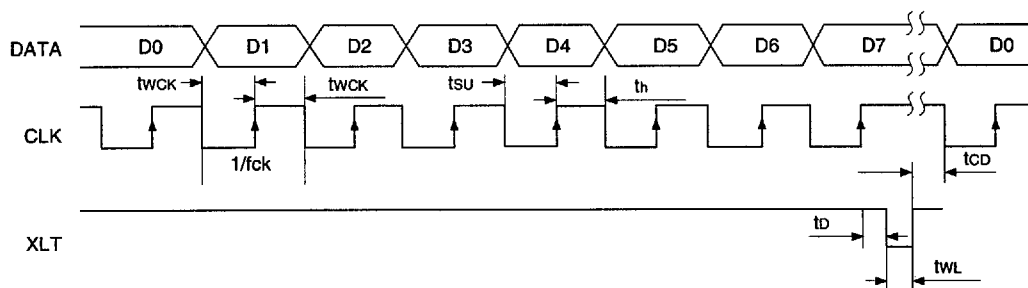 DATA D0 D1 D2 D3 D4 D5 D6 D7 D0
tWCK tWCK tSU th
CLK
1/fck tCD
tD
XLT
tWL